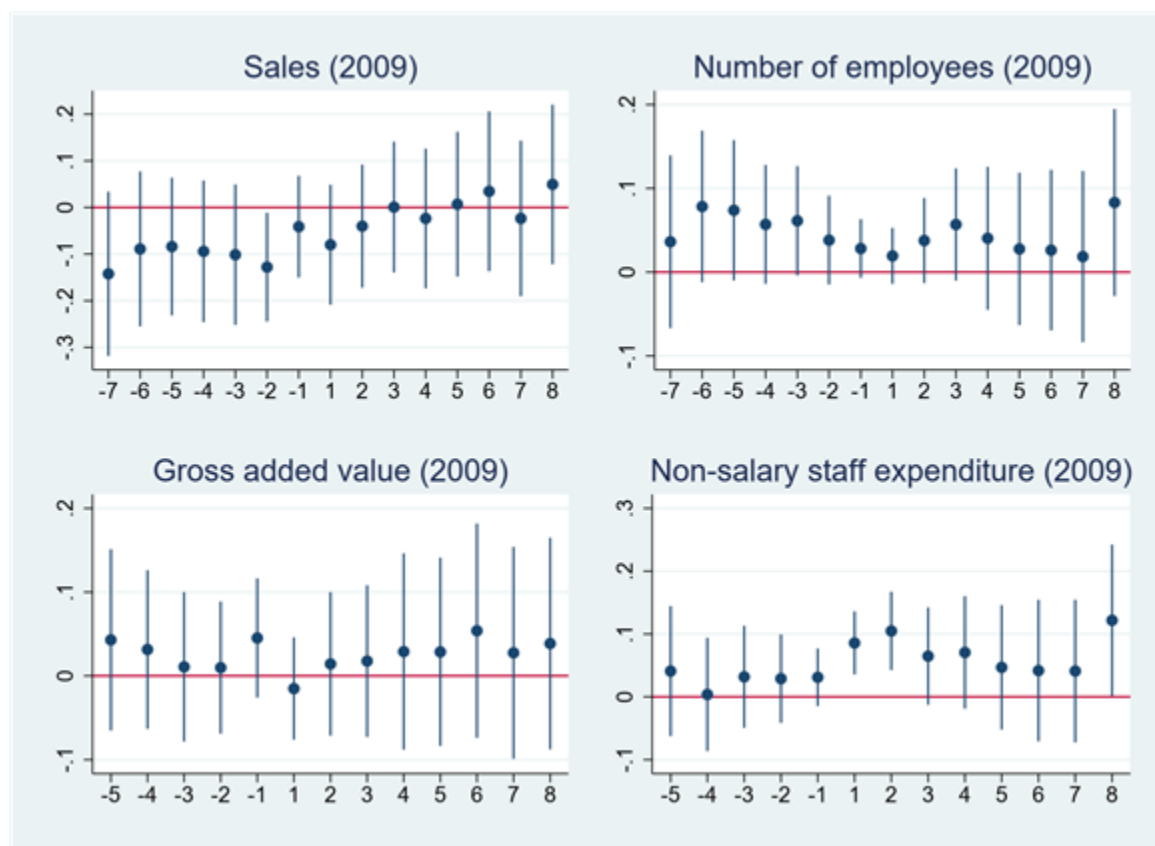 Sales (2009)
.2
.1
0
-.1
-.2
-.3
-7 -6 -5 -4 -3 -2 -1 1 2 3 4 5 6 7 8
Number of employees (2009)
.2
.1
0
-.1
-7 -6 -5 -4 -3 -2 -1 1 2 3 4 5 6 7 8
Gross added value (2009)
.2
.1
0
-.1
-5 -4 -3 -2 -1 1 2 3 4 5 6 7 8
Non-salary staff expenditure (2009)
.3
.2
.1
0
-.1
-5 -4 -3 -2 -1 1 2 3 4 5 6 7 8